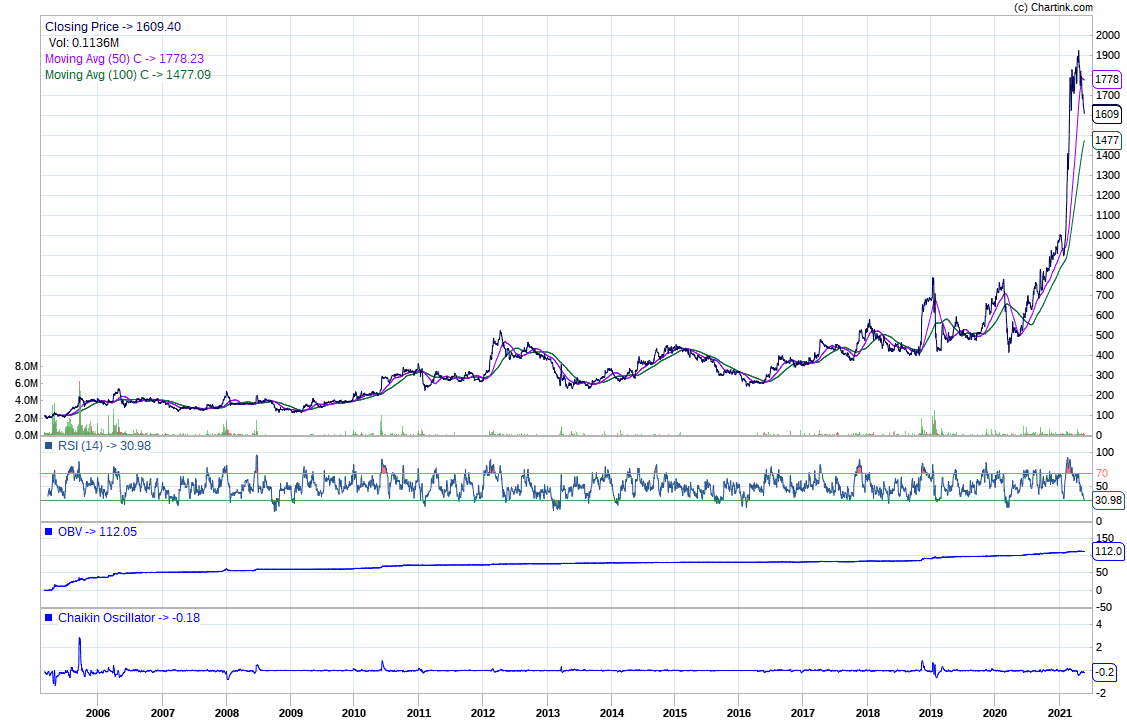 (c) Chartink.com
Closing Price -> 1609.40
Vol: 0.1136M
Moving Avg (50) C -> 1778.23
Moving Avg (100) C -> 1477.09
2000
1900
1778
1700
1609
1477
1400
1300
1200
1100
1000
900
800
700
600
500
400
300
200
100
0
8.0M
6.0M
4.0M
2.0M
0.0M
RSI (14) -> 30.98
100
70
50
30.98
0
OBV -> 112.05
150
112.0
50
0
-50
Chaikin Oscillator -> -0.18
4
2
-0.2
-2
2006 2007 2008 2009 2010 2011 2012 2013 2014 2015 2016 2017 2018 2019 2020 2021